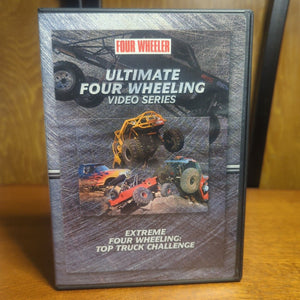 FOUR WHEELER
ULTIMATE
FOUR WHEELING
VIDEO SERIES
EXTREME
FOUR WHEELING:
TOP TRUCK CHALLENGE